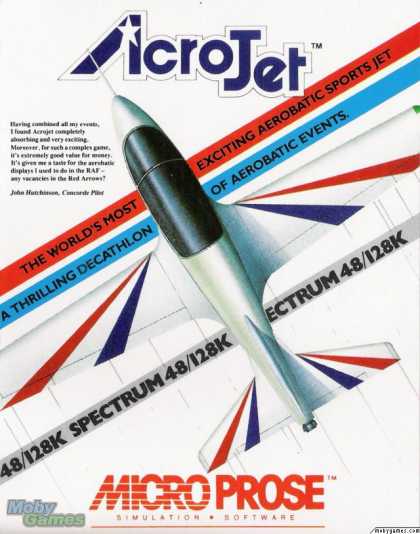 AcroJet™
Having combined all my events,
I found Acrojet completely
absorbing and very exciting.
Moreover, for such a complex game,
it's extremely good value for money.
It's given me a taste for the aerobatic
displays I used to do in the RAF –
any vacancies in the Red Arrows?
John Hutchinson, Concorde Pilot
THE WORLD'S MOST EXCITING AEROBATIC SPORTS JET
A THRILLING DECATHLON OF AEROBATIC EVENTS.
48/128K SPECTRUM 48/128K SPECTRUM 48/128K
MICRO PROSE™
SIMULATION • SOFTWARE
Moby
Games
mobygames.com